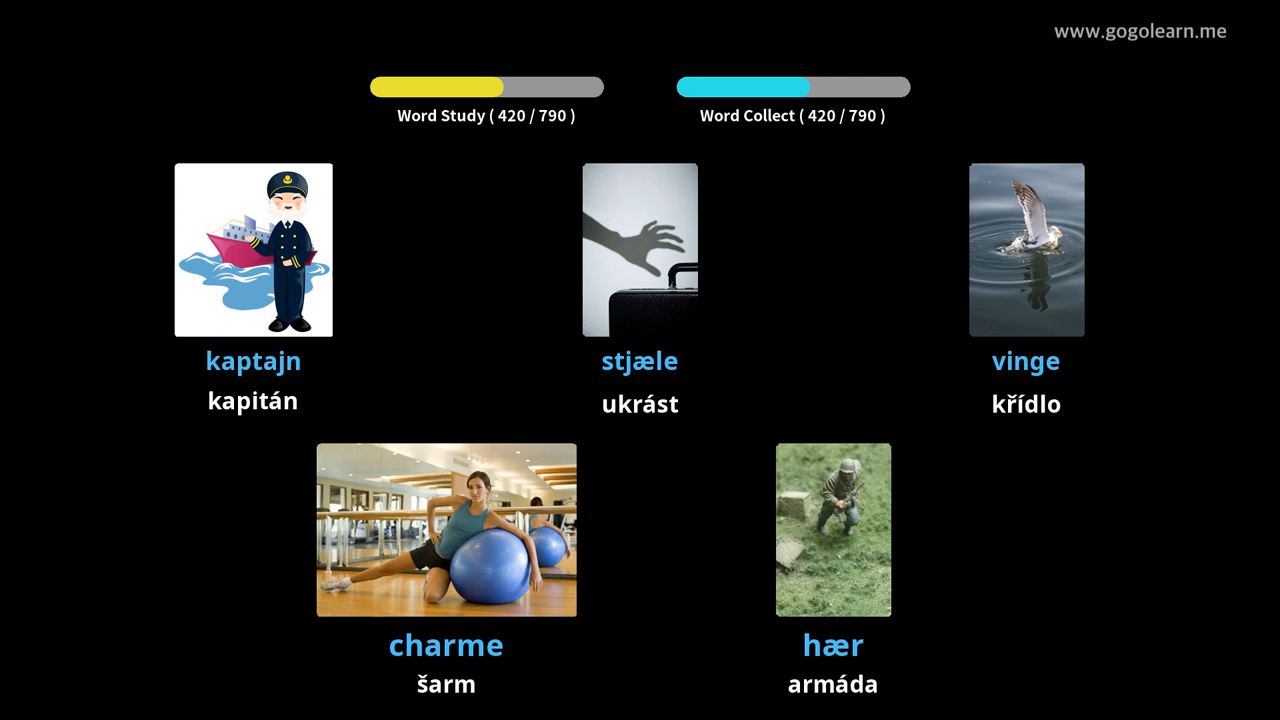 www.gogolearn.me
Word Study ( 420 / 790 )
Word Collect ( 420 / 790 )
kaptajn
kapitán
stjæle
ukrást
vinge
křídlo
charme
šarm
hær
armáda